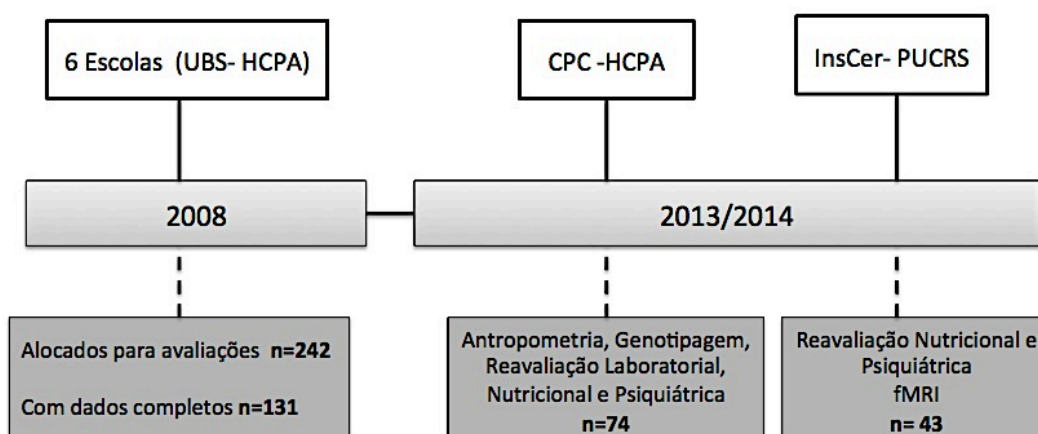 6 Escolas (UBS- HCPA)
CPC -HCPA
InsCer- PUCRS
2008
2013/2014
Alocados para avaliações n=242
Com dados completos n=131
Antropometria, Genotipagem,
Reavaliação Laboratorial,
Nutricional e Psiquiátrica
n=74
Reavaliação Nutricional e
Psiquiátrica
fMRI
n= 43